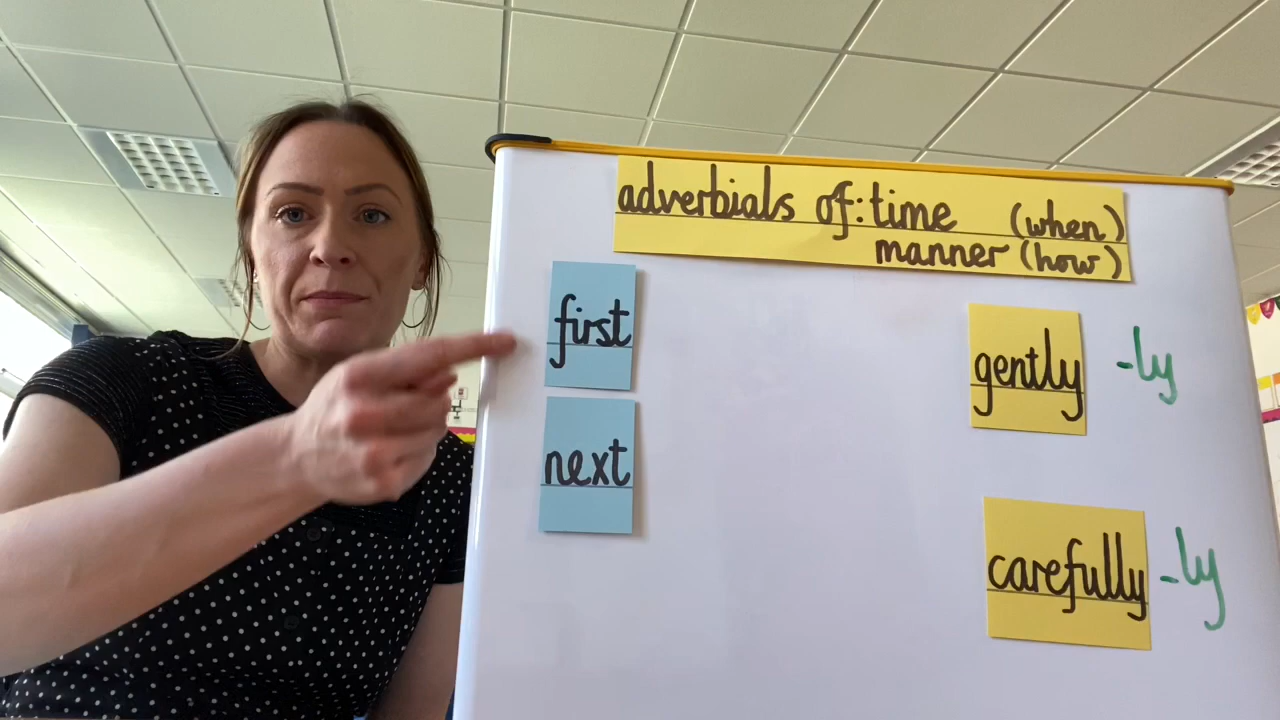 adverbials of: time (when)
manner (how)
first
next
gently -ly
carefully -ly